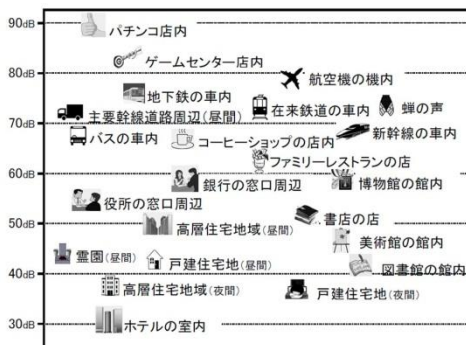 90dB
パチンコ店内
ゲームセンター店内
80dB
航空機の機内
地下鉄の車内
主要幹線道路周辺(昼間)
在来鉄道の車内
蝉の声
70dB
バスの車内
コーヒーショップの店内
新幹線の車内
ファミリーレストランの店
60dB
銀行の窓口周辺
博物館の館内
役所の窓口周辺
50dB
書店の店
高層住宅地域(昼間)
美術館の館内
霊園(昼間)
戸建住宅地(昼間)
図書館の館内
40dB
高層住宅地域(夜間)
戸建住宅地(夜間)
30dB
ホテルの室内